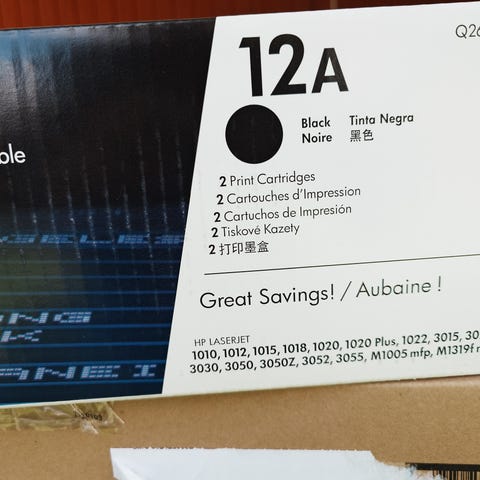 Q26
12A
Black Tinta Negra
Noire 黑色
ble
2 Print Cartridges
2 Cartouches d'Impression
2 Cartuchos de Impresión
2 Tiskové Kazety
2 打印墨盒
Great Savings! / Aubaine !
HP LASERJET
1010, 1012, 1015, 1018, 1020, 1020 Plus, 1022, 3015, 30
3030, 3050, 3050Z, 3052, 3055, M1005 mfp, M1319f